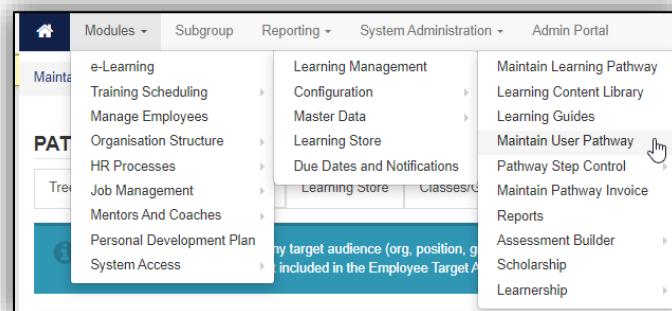 Modules Subgroup Reporting System Administration Admin Portal
Mainta
e-Learning
Training Scheduling
Manage Employees
Organisation Structure
HR Processes
Job Management
Mentors And Coaches
Personal Development Plan
System Access
Learning Management
Configuration
Master Data
Learning Store
Due Dates and Notifications
Maintain Learning Pathway
Learning Content Library
Learning Guides
Maintain User Pathway
Pathway Step Control
Maintain Pathway Invoice
Reports
Assessment Builder
Scholarship
Learnership
PAT
Tree Learning Store Classes/G
ny target audience (org, position, g
t included in the Employee Target A